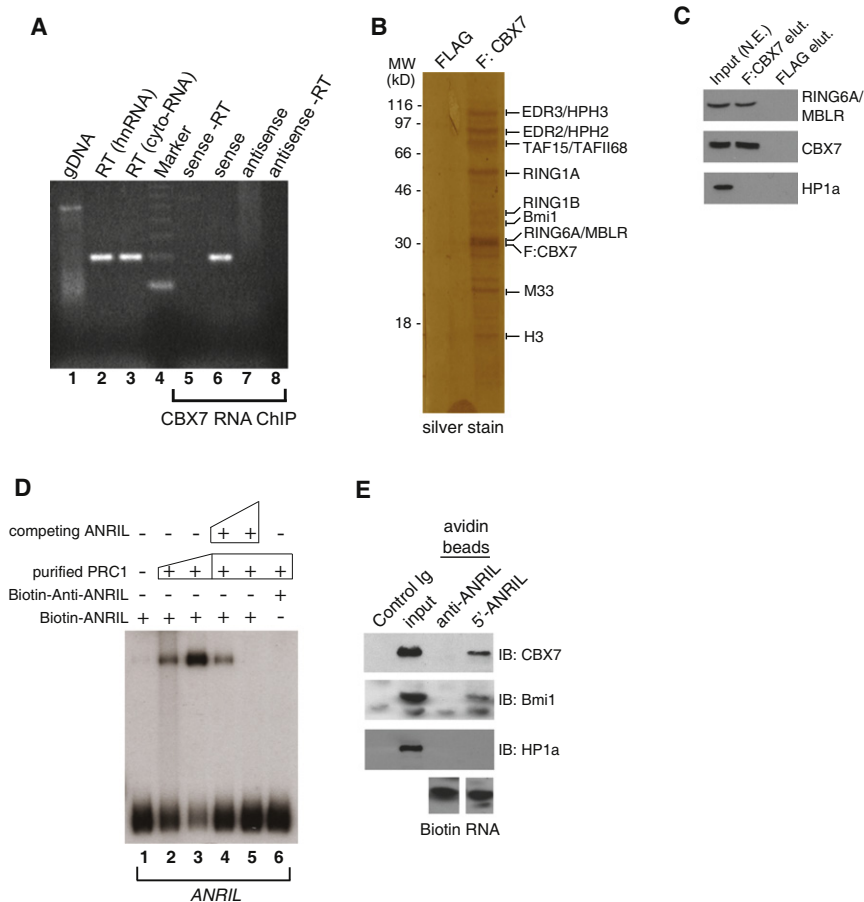 A
gDNA
RT (hnRNA)
RT (cyto-RNA)
Marker
sense -RT
sense
antisense
antisense -RT
1 2 3 4 5 6 7 8
CBX7 RNA ChIP
B
MW
(kD)
FLAG
F: CBX7
116 -
97 -
66 -
46 -
30 -
18 -
EDR3/HPH3
EDR2/HPH2
TAF15/TAFII68
RING1A
RING1B
Bmi1
RING6A/MBLR
F:CBX7
M33
H3
silver stain
C
Input (N.E.)
F:CBX7 elut.
FLAG elut.
RING6A/
MBLR
CBX7
HP1a
D
competing ANRIL - - - + + -
purified PRC1 - + + + + +
Biotin-Anti-ANRIL - - - - - +
Biotin-ANRIL + + + + + -
1 2 3 4 5 6
ANRIL
E
avidin
beads
Control Ig
input
anti-ANRIL
5'-ANRIL
IB: CBX7
IB: Bmi1
IB: HP1a
Biotin RNA